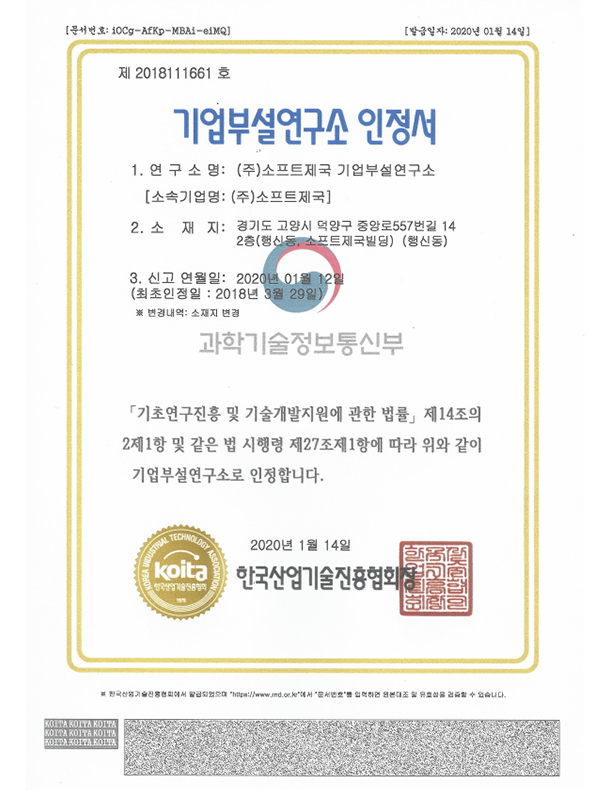 [문서번호: iOCg-AfKp-MBAi-eiMQ]
[발급일자: 2020년 01월 14일]
제 2018111661 호
기업부설연구소 인정서
1. 연 구 소 명: (주)소프트제국 기업부설연구소
[소속기업명: (주)소프트제국]
2. 소 재 지: 경기도 고양시 덕양구 중앙로557번길 14
2층(행신동, 소프트제국빌딩) (행신동)
3. 신고 연월일: 2020년 01월 12일
(최초인정일 : 2018년 3월 29일)
※ 변경내역: 소재지 변경
과학기술정보통신부
「기초연구진흥 및 기술개발지원에 관한 법률」 제14조의
2제1항 및 같은 법 시행령 제27조제1항에 따라 위와 같이
기업부설연구소로 인정합니다.
2020년 1월 14일
KOREA INDUSTRIAL TECHNOLOGY ASSOCIATION
koita
한국산업기술진흥협회
한국산업기술진흥협회장
※ 한국산업기술진흥협회에서 발급되었으며 "https://www.rnd.or.kr"에서 "문서번호"를 입력하면 원본대조 및 유효성을 검증할 수 있습니다.
KOITA KOITA KOITA
KOITA KOITA KOITA
KOITA KOITA KOITA